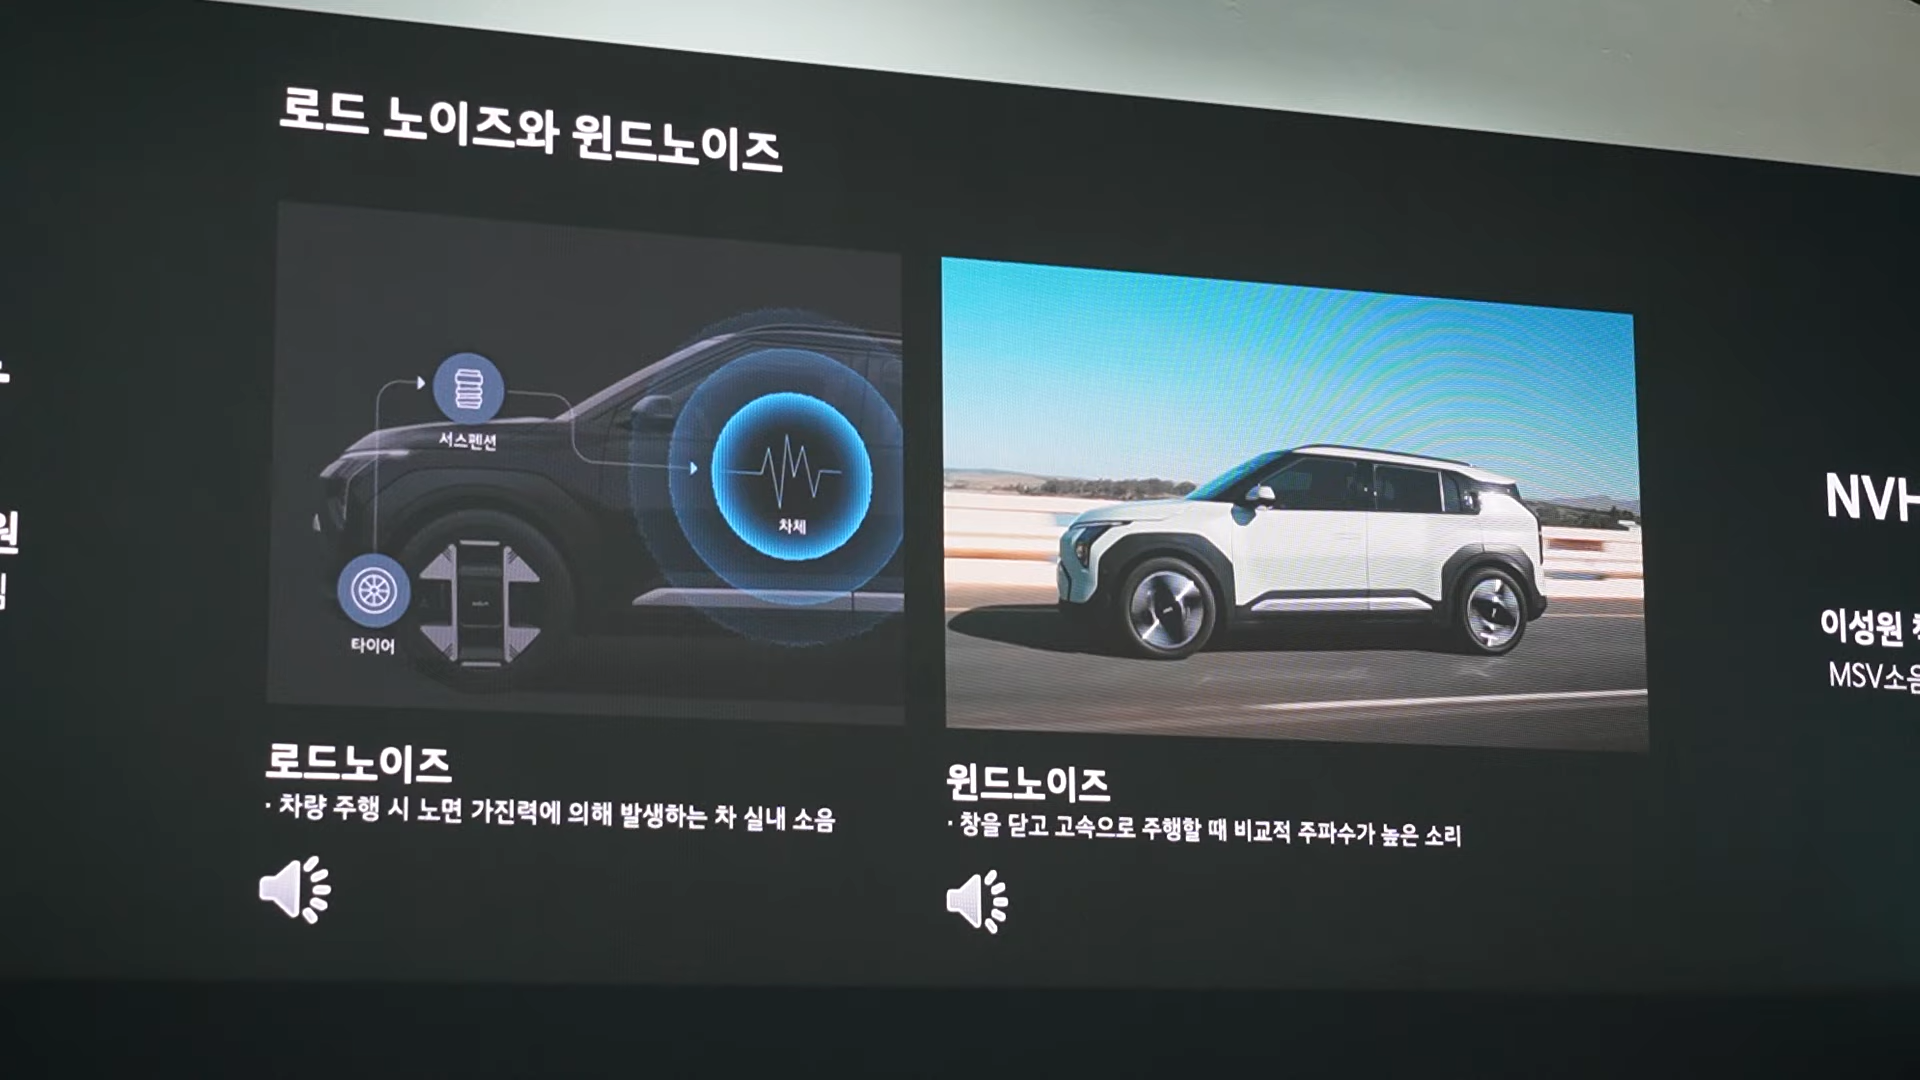 로드 노이즈와 윈드노이즈
서스펜션
차체
타이어
로드노이즈
· 차량 주행 시 노면 가진력에 의해 발생하는 차 실내 소음
윈드노이즈
· 창을 닫고 고속으로 주행할 때 비교적 주파수가 높은 소리
원
NVH
이성원
MSV소음